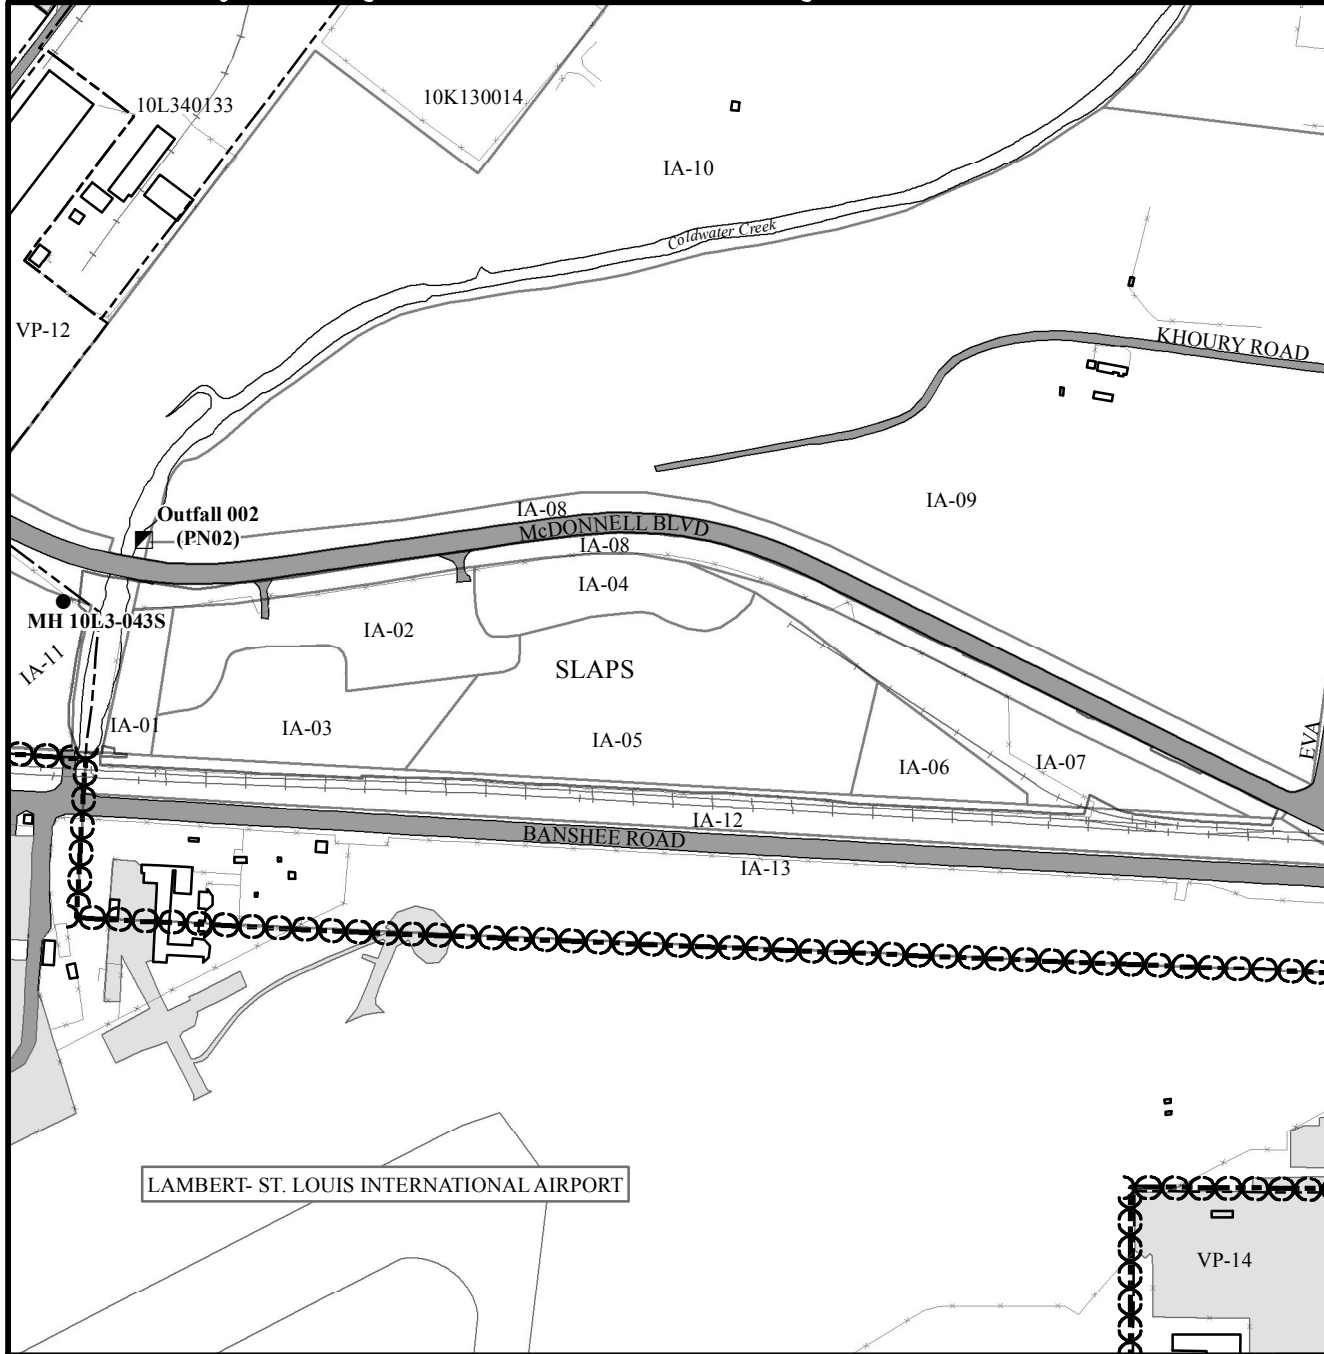 10L340133
10K130014
IA-10
Coldwater Creek
VP-12
KHOURY ROAD
IA-09
Outfall 002
(PN02)
IA-08
McDONNELL BLVD
IA-08
IA-04
MH 10L3-043S
IA-02
IA-11
SLAPS
IA-01
IA-03
IA-05
EVA
IA-06
IA-07
IA-12
BANSHEE ROAD
IA-13
LAMBERT- ST. LOUIS INTERNATIONAL AIRPORT
VP-14